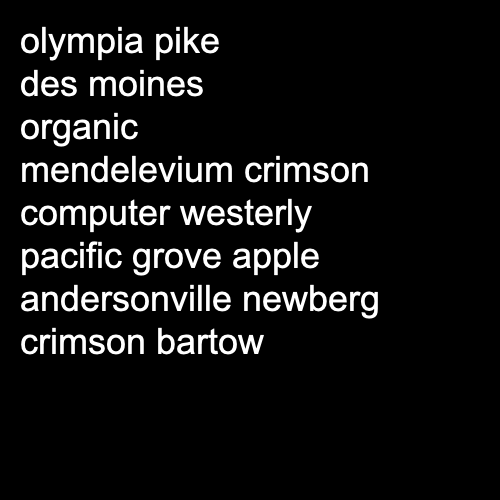 olympia pike
des moines
organic
mendelevium crimson
computer westerly
pacific grove apple
andersonville newberg
crimson bartow